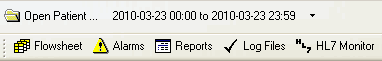 Open Patient ... 2010-03-23 00:00 to 2010-03-23 23:59
Flowsheet Alarms Reports Log Files HL7 HL7 Monitor